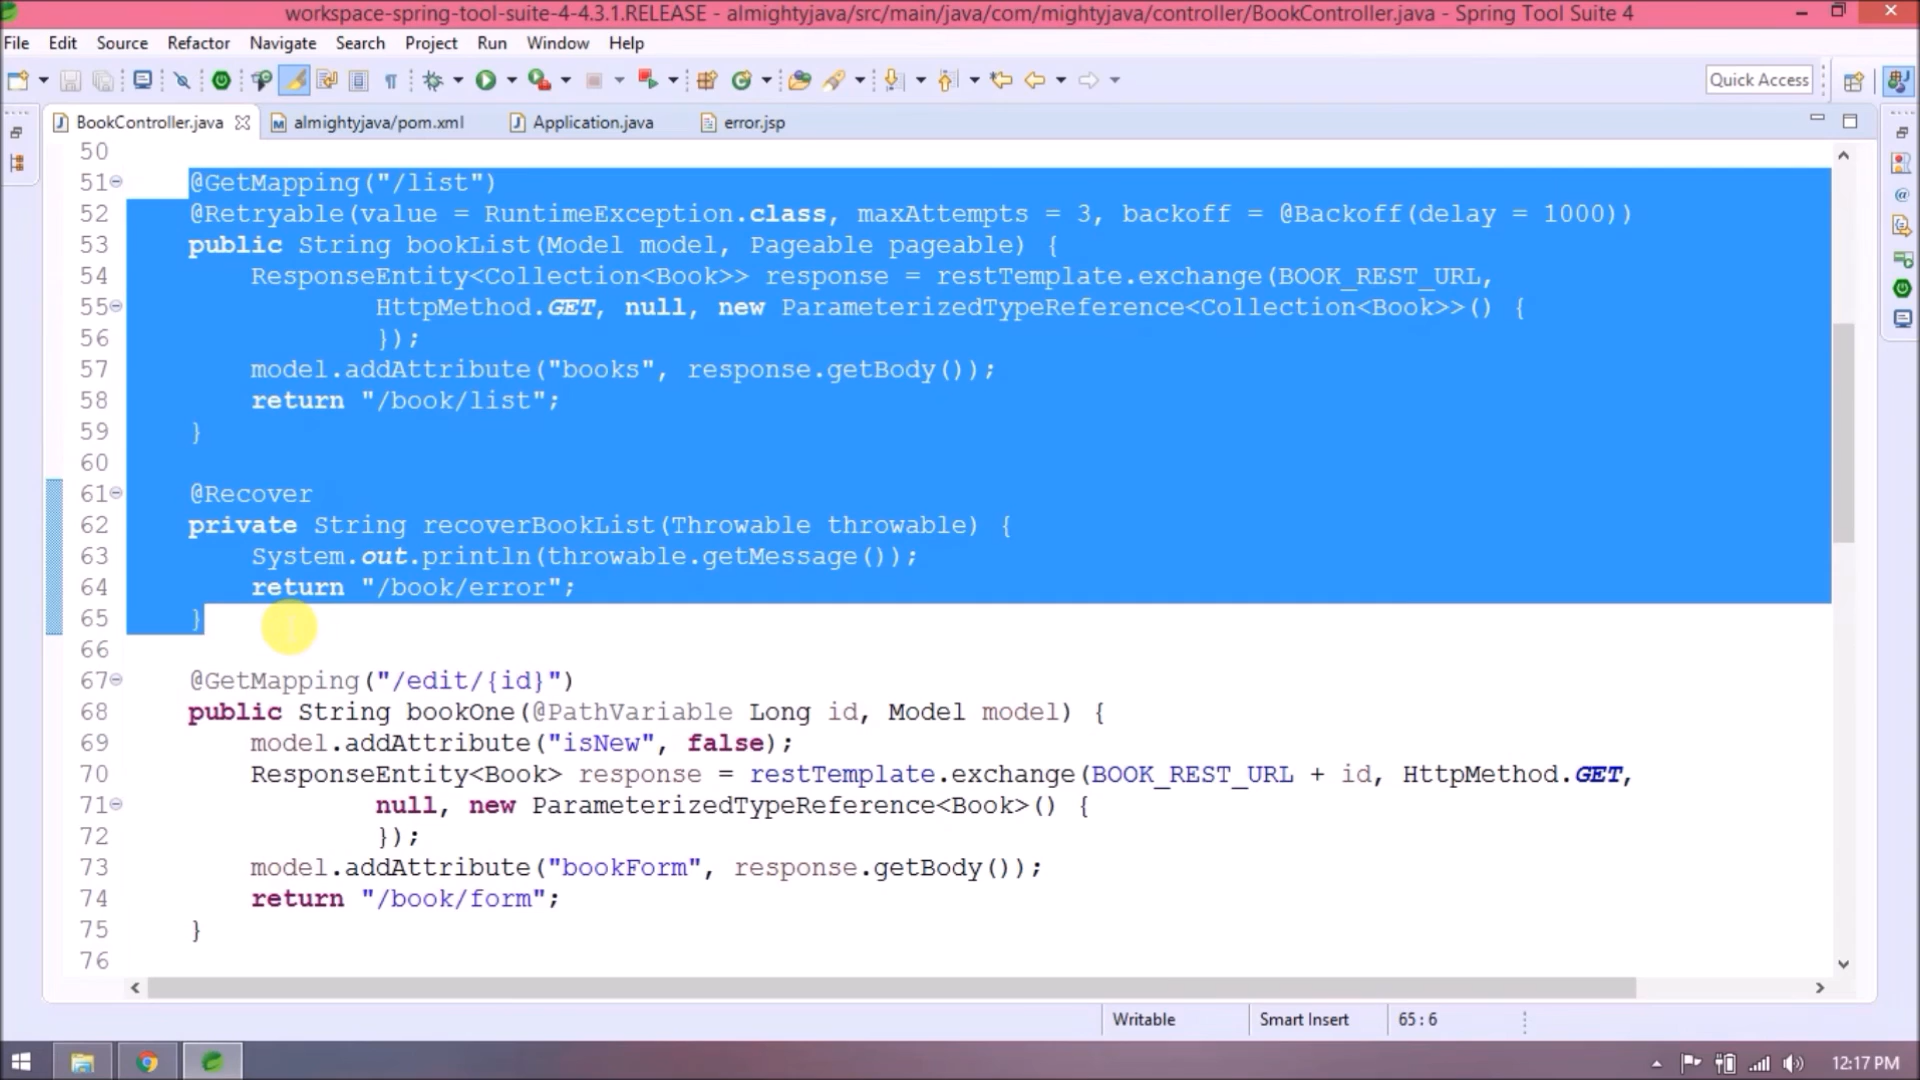 workspace-spring-tool-suite-4-4.3.1.RELEASE - almightyjava/src/main/java/com/mightyjava/controller/BookController.java - Spring Tool Suite 4
File Edit Source Refactor Navigate Search Project Run Window Help
Quick Access
BookController.java almightyjava/pom.xml Application.java error.jsp
50
51 @GetMapping("/list")
52 @Retryable(value = RuntimeException.class, maxAttempts = 3, backoff = @Backoff(delay = 1000))
53 public String bookList(Model model, Pageable pageable) {
54 ResponseEntity<Collection<Book>> response = restTemplate.exchange(BOOK_REST_URL,
55 HttpMethod.GET, null, new ParameterizedTypeReference<Collection<Book>>() {
56 });
57 model.addAttribute("books", response.getBody());
58 return "/book/list";
59 }
60
61 @Recover
62 private String recoverBookList(Throwable throwable) {
63 System.out.println(throwable.getMessage());
64 return "/book/error";
65 }
66
67 @GetMapping("/edit/{id}")
68 public String bookOne(@PathVariable Long id, Model model) {
69 model.addAttribute("isNew", false);
70 ResponseEntity<Book> response = restTemplate.exchange(BOOK_REST_URL + id, HttpMethod.GET,
71 null, new ParameterizedTypeReference<Book>() {
72 });
73 model.addAttribute("bookForm", response.getBody());
74 return "/book/form";
75 }
76
Writable Smart Insert 65 : 6
12:17 PM